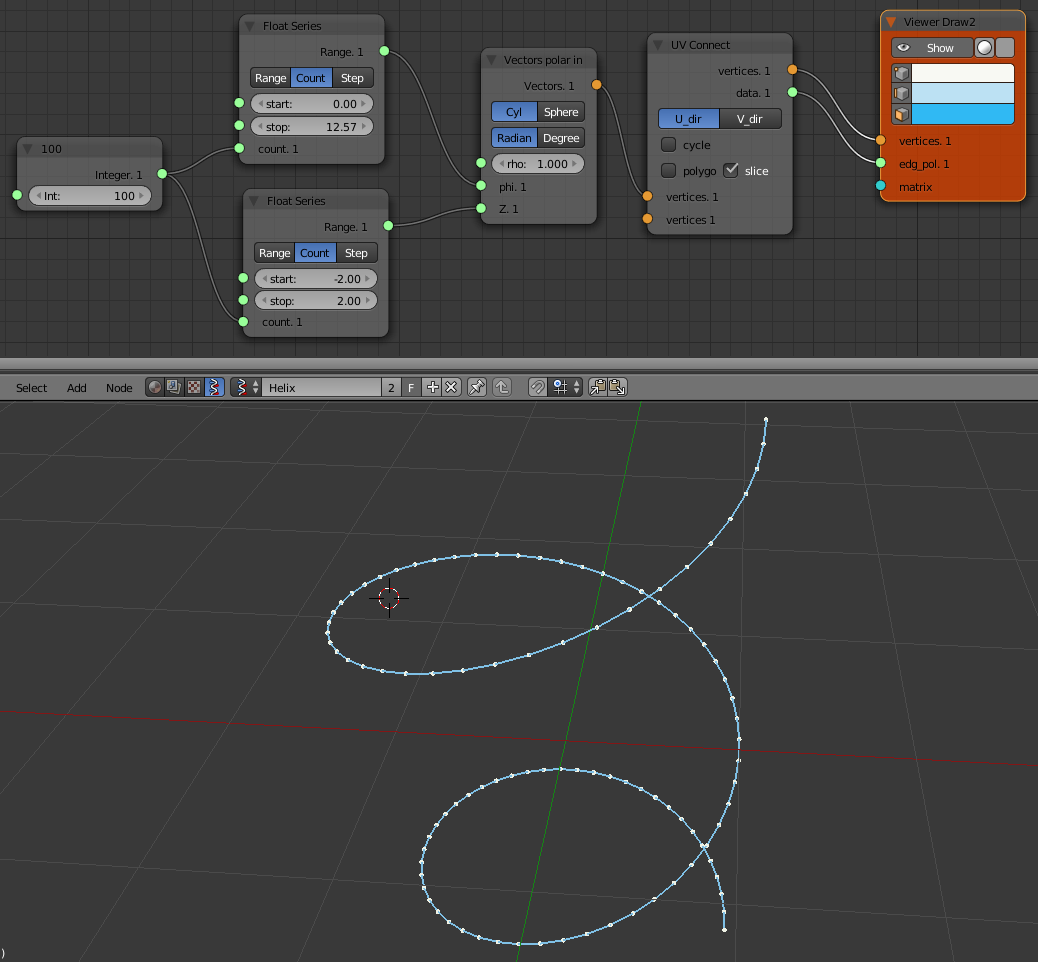 100
Integer. 1
Int: 100
Float Series
Range. 1
Range Count Step
start: 0.00
stop: 12.57
count. 1
Float Series
Range. 1
Range Count Step
start: -2.00
stop: 2.00
count. 1
Vectors polar in
Vectors. 1
Cyl Sphere
Radian Degree
rho: 1.000
phi. 1
Z. 1
UV Connect
vertices. 1
data. 1
U_dir V_dir
cycle
polygo slice
vertices. 1
vertices 1
Viewer Draw2
Show
vertices. 1
edg_pol. 1
matrix
Select Add Node Helix 2 F
)